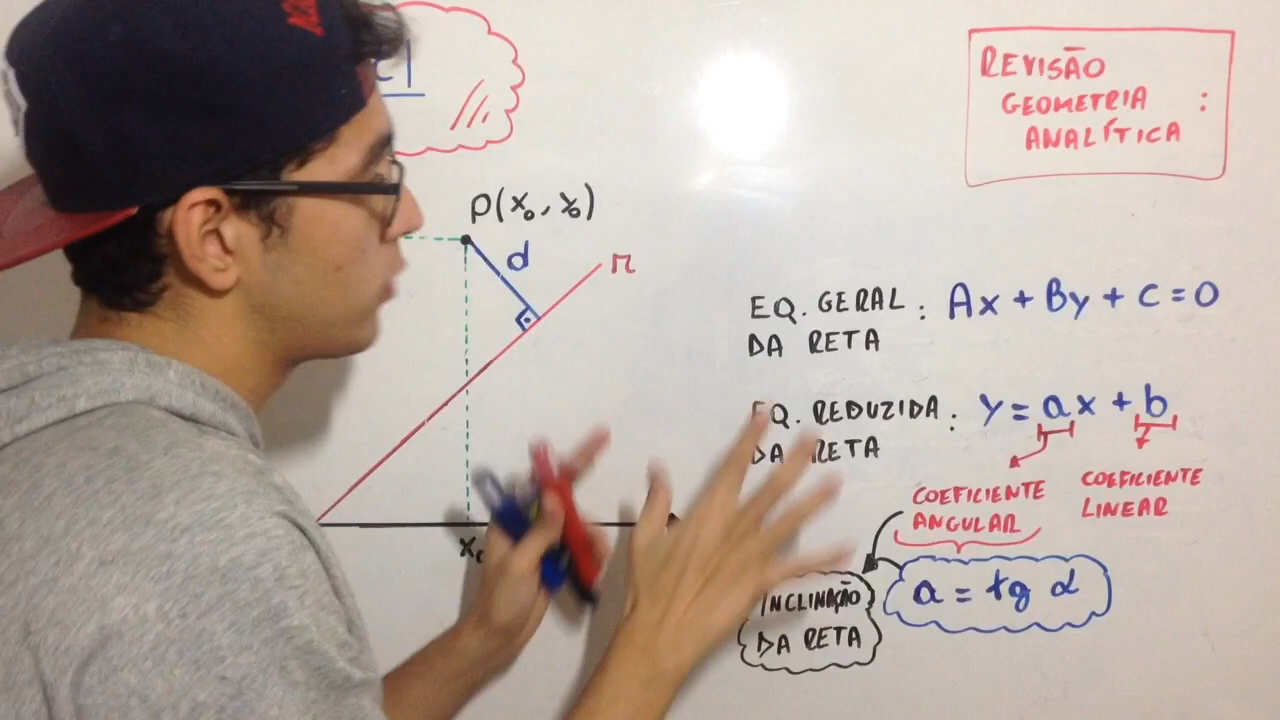 P(x₀, y₀)
d
r
REVISÃO
GEOMETRIA :
ANALÍTICA
EQ. GERAL : Ax + By + C = 0
DA RETA
EQ. REDUZIDA : y = ax + b
DA RETA
COEFICIENTE
ANGULAR
COEFICIENTE
LINEAR
a = tg α
INCLINAÇÃO
DA RETA